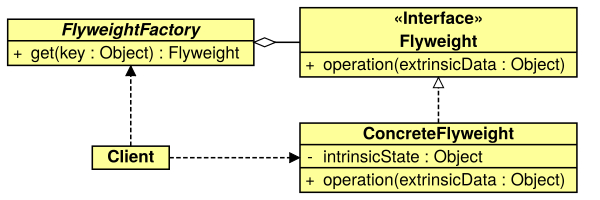 FlyweightFactory
+ get(key : Object) : Flyweight
«Interface»
Flyweight
+ operation(extrinsicData : Object)
Client
ConcreteFlyweight
- intrinsicState : Object
+ operation(extrinsicData : Object)